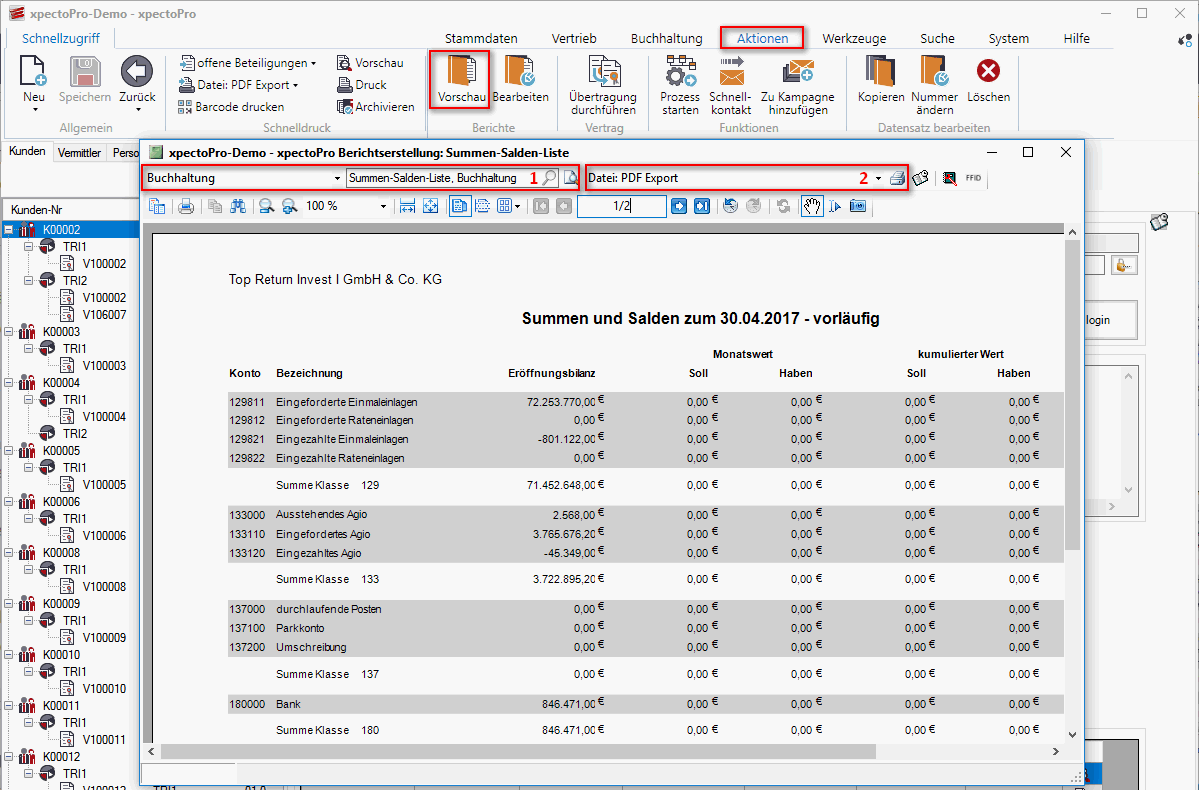 xpectoPro-Demo - xpectoPro
Schnellzugriff Stammdaten Vertrieb Buchhaltung Aktionen Werkzeuge Suche System Hilfe
Neu Speichern Zurück
Allgemein
offene Beteiligungen Vorschau
Datei: PDF Export Druck
Barcode drucken Archivieren
Schnelldruck
Vorschau Bearbeiten
Berichte
Übertragung durchführen
Vertrag
Prozess starten Schnell-kontakt Zu Kampagne hinzufügen
Funktionen
Kopieren Nummer ändern Löschen
Datensatz bearbeiten
Kunden Vermittler Perso
Kunden-Nr
K00002
TRI1
V100002
TRI2
V100002
V106007
K00003
TRI1
V100003
K00004
TRI1
V100004
TRI2
K00005
TRI1
V100005
K00006
TRI1
V100006
K00008
TRI1
V100008
K00009
TRI1
V100009
K00010
TRI1
V100010
K00011
TRI1
V100011
K00012
TRI1
login
xpectoPro-Demo - xpectoPro Berichtserstellung: Summen-Salden-Liste
Buchhaltung Summen-Salden-Liste, Buchhaltung 1 Datei: PDF Export 2 FFID
100 % 1/2
Top Return Invest I GmbH & Co. KG
Summen und Salden zum 30.04.2017 - vorläufig
Monatswert kumulierter Wert
Konto Bezeichnung Eröffnungsbilanz Soll Haben Soll Haben
129811 Eingeforderte Einmaleinlagen 72.253.770,00 € 0,00 € 0,00 € 0,00 € 0,00 €
129812 Eingeforderte Rateneinlagen 0,00 € 0,00 € 0,00 € 0,00 € 0,00 €
129821 Eingezahlte Einmaleinlagen -801.122,00 € 0,00 € 0,00 € 0,00 € 0,00 €
129822 Eingezahlte Rateneinlagen 0,00 € 0,00 € 0,00 € 0,00 € 0,00 €
Summe Klasse 129 71.452.648,00 € 0,00 € 0,00 € 0,00 € 0,00 €
133000 Ausstehendes Agio 2.568,00 € 0,00 € 0,00 € 0,00 € 0,00 €
133110 Eingefordertes Agio 3.765.676,20 € 0,00 € 0,00 € 0,00 € 0,00 €
133120 Eingezahltes Agio -45.349,00 € 0,00 € 0,00 € 0,00 € 0,00 €
Summe Klasse 133 3.722.895,20 € 0,00 € 0,00 € 0,00 € 0,00 €
137000 durchlaufende Posten 0,00 € 0,00 € 0,00 € 0,00 € 0,00 €
137100 Parkkonto 0,00 € 0,00 € 0,00 € 0,00 € 0,00 €
137200 Umschreibung 0,00 € 0,00 € 0,00 € 0,00 € 0,00 €
Summe Klasse 137 0,00 € 0,00 € 0,00 € 0,00 € 0,00 €
180000 Bank 846.471,00 € 0,00 € 0,00 € 0,00 € 0,00 €
Summe Klasse 180 846.471,00 € 0,00 € 0,00 € 0,00 € 0,00 €